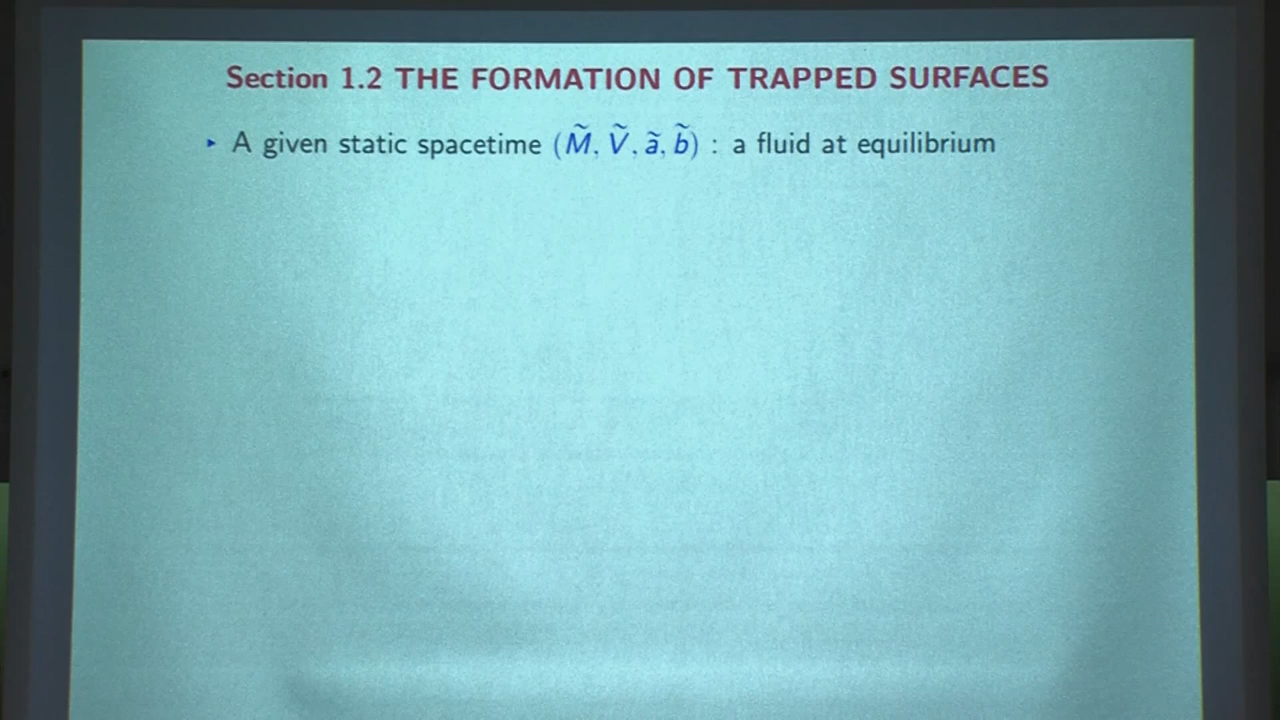 Section 1.2 THE FORMATION OF TRAPPED SURFACES
▸ A given static spacetime (M̃, Ṽ, ã, b̃) : a fluid at equilibrium